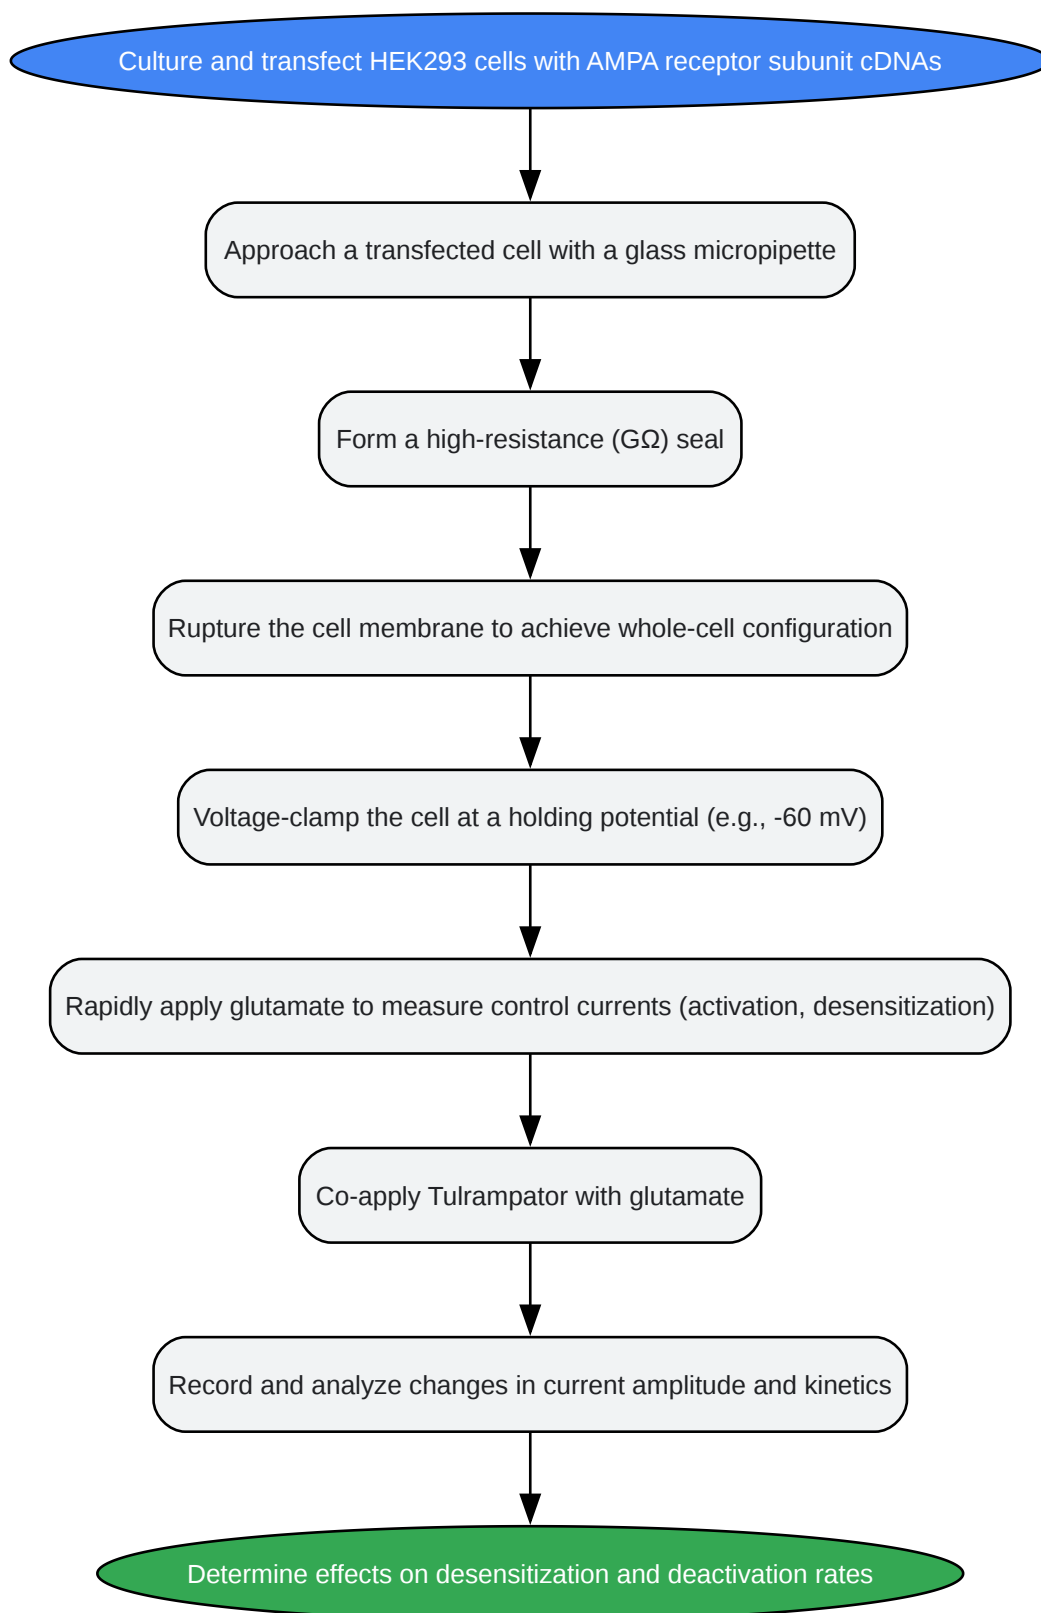 Culture and transfect HEK293 cells with AMPA receptor subunit cDNAs
Approach a transfected cell with a glass micropipette
Form a high-resistance (GΩ) seal
Rupture the cell membrane to achieve whole-cell configuration
Voltage-clamp the cell at a holding potential (e.g., -60 mV)
Rapidly apply glutamate to measure control currents (activation, desensitization)
Co-apply Tulrampator with glutamate
Record and analyze changes in current amplitude and kinetics
Determine effects on desensitization and deactivation rates